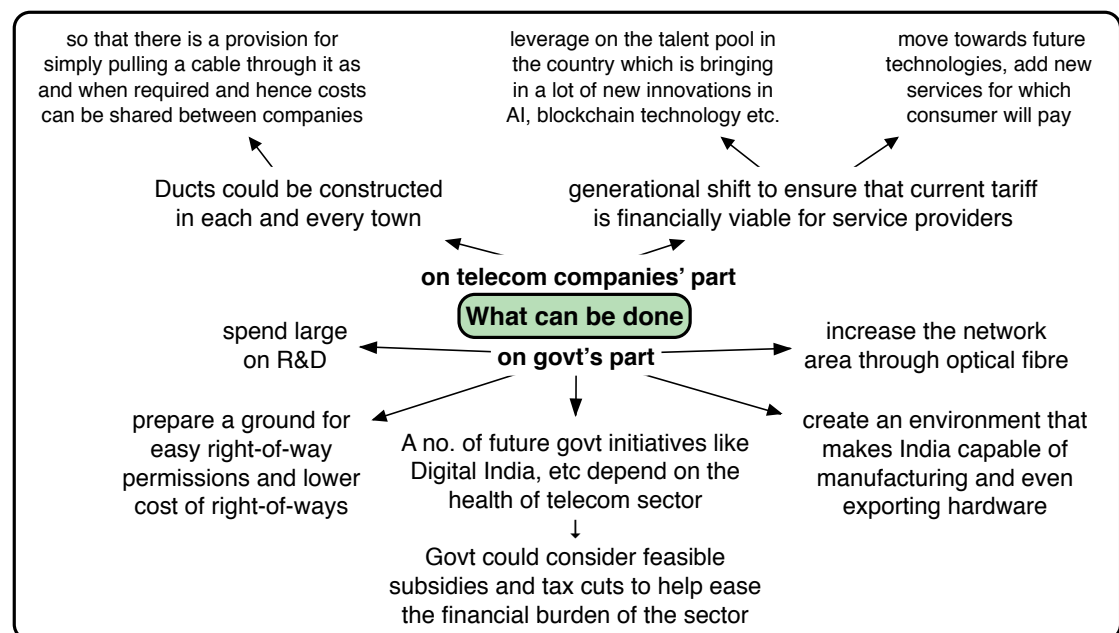 so that there is a provision for
simply pulling a cable through it as
and when required and hence costs
can be shared between companies
leverage on the talent pool in
the country which is bringing
in a lot of new innovations in
AI, blockchain technology etc.
move towards future
technologies, add new
services for which
consumer will pay
Ducts could be constructed
in each and every town
generational shift to ensure that current tariff
is financially viable for service providers
on telecom companies’ part
What can be done
on govt’s part
spend large
on R&D
increase the network
area through optical fibre
prepare a ground for
easy right-of-way
permissions and lower
cost of right-of-ways
A no. of future govt initiatives like
Digital India, etc depend on the
health of telecom sector
↓
Govt could consider feasible
subsidies and tax cuts to help ease
the financial burden of the sector
create an environment that
makes India capable of
manufacturing and even
exporting hardware